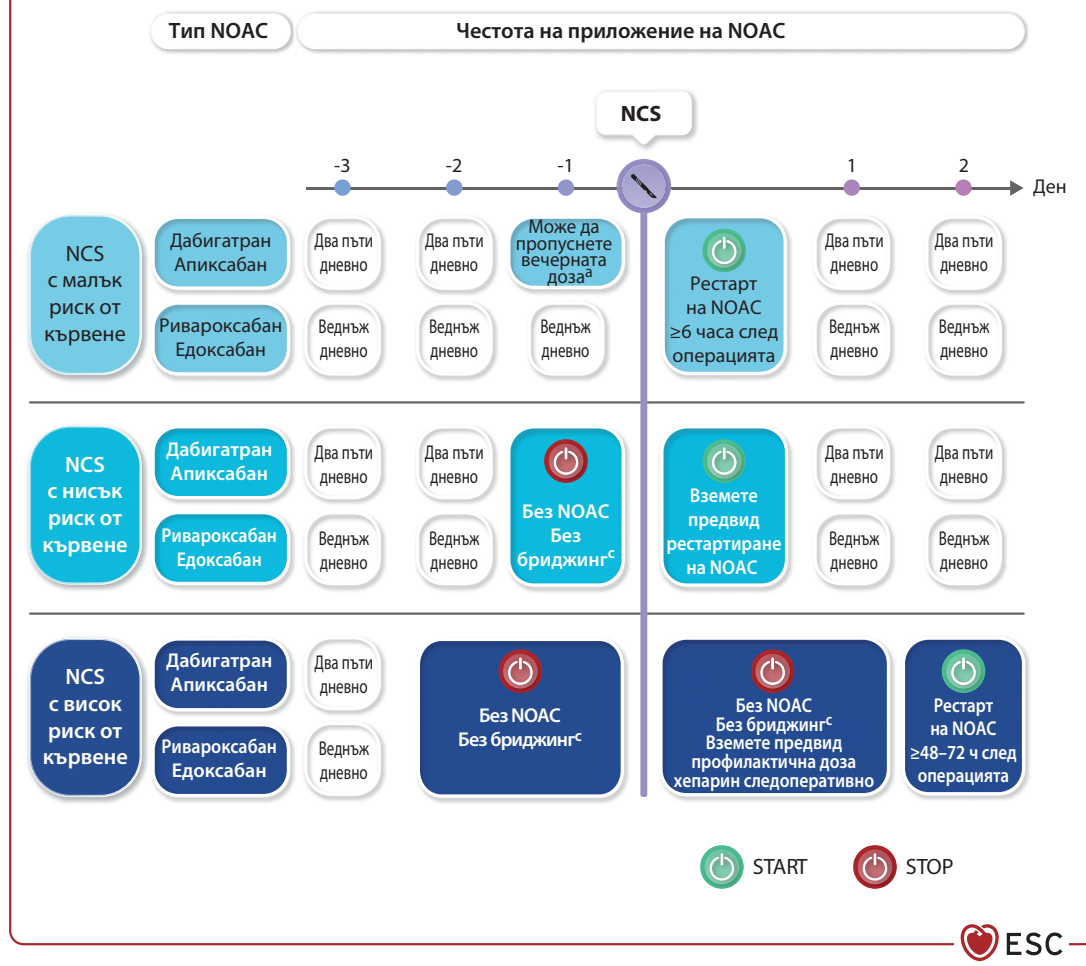 Тип NOAC
Честота на приложение на NOAC
NCS
-3
-2
-1
1
2
Ден
NCS
с малък
риск от
кървене
Дабигатран
Апиксабан
Два пъти
дневно
Два пъти
дневно
Може да
пропуснете
вечерната
дозаᵃ
Рестарт
на NOAC
≥6 часа след
операцията
Два пъти
дневно
Два пъти
дневно
Ривароксабан
Едоксабан
Веднъж
дневно
Веднъж
дневно
Веднъж
дневно
Веднъж
дневно
Веднъж
дневно
NCS
с нисък
риск от
кървене
Дабигатран
Апиксабан
Два пъти
дневно
Два пъти
дневно
Без NOAC
Без
бриджингᶜ
Вземете
предвид
рестартиране
на NOAC
Два пъти
дневно
Два пъти
дневно
Ривароксабан
Едоксабан
Веднъж
дневно
Веднъж
дневно
Веднъж
дневно
Веднъж
дневно
NCS
с висок
риск от
кървене
Дабигатран
Апиксабан
Два пъти
дневно
Без NOAC
Без бриджингᶜ
Без NOAC
Без бриджингᶜ
Вземете предвид
профилактична доза
хепарин следоперативно
Рестарт
на NOAC
≥48–72 ч след
операцията
Ривароксабан
Едоксабан
Веднъж
дневно
START
STOP
ESC